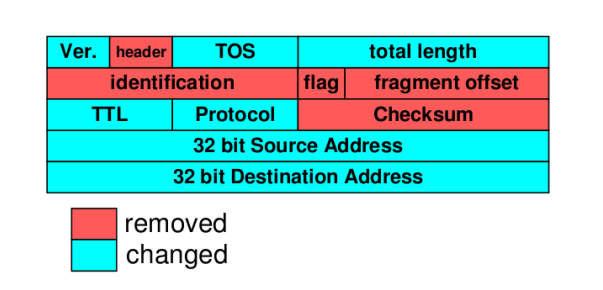 Ver. header TOS total length
identification flag fragment offset
TTL Protocol Checksum
32 bit Source Address
32 bit Destination Address
removed
changed